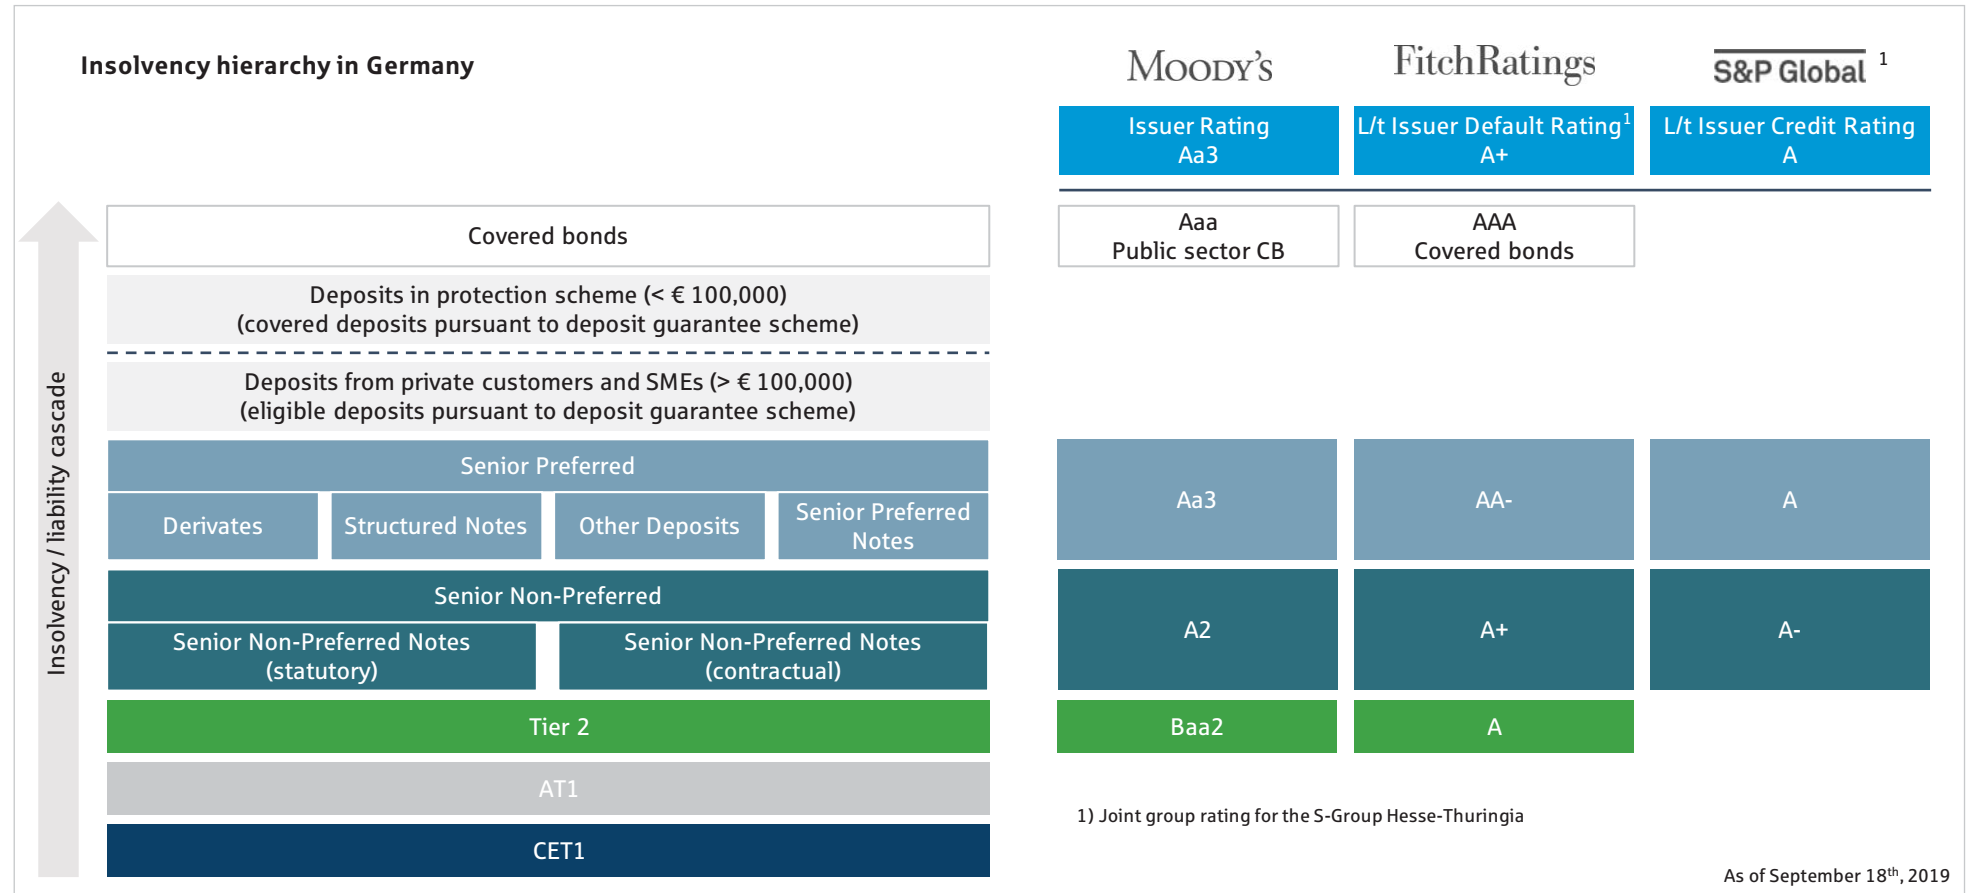 Insolvency hierarchy in Germany
MOODY'S
FitchRatings
S&P Global 1
Issuer Rating
Aa3
L/t Issuer Default Rating1
A+
L/t Issuer Credit Rating
A
Covered bonds
Aaa
Public sector CB
AAA
Covered bonds
Deposits in protection scheme (< € 100,000)
(covered deposits pursuant to deposit guarantee scheme)
Deposits from private customers and SMEs (> € 100,000)
(eligible deposits pursuant to deposit guarantee scheme)
Insolvency / liability cascade
Senior Preferred
Derivates
Structured Notes
Other Deposits
Senior Preferred
Notes
Aa3
AA-
A
Senior Non-Preferred
Senior Non-Preferred Notes
(statutory)
Senior Non-Preferred Notes
(contractual)
A2
A+
A-
Tier 2
Baa2
A
AT1
CET1
1) Joint group rating for the S-Group Hesse-Thuringia
As of September 18th, 2019